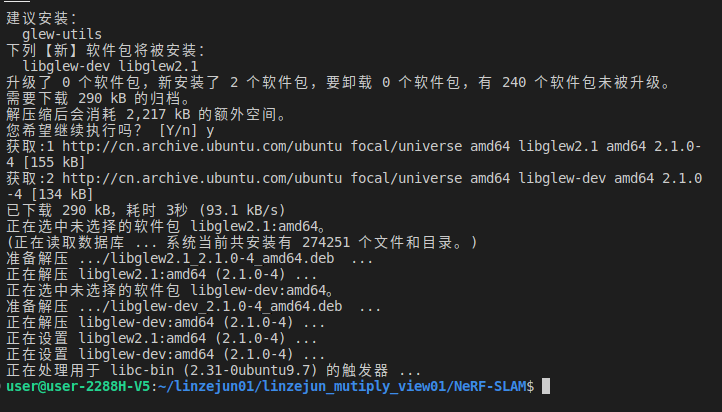 建议安装：
  glew-utils
下列【新】软件包将被安装：
  libglew-dev libglew2.1
升级了 0 个软件包，新安装了 2 个软件包，要卸载 0 个软件包，有 240 个软件包未被升级。
需要下载 290 kB 的归档。
解压缩后会消耗 2,217 kB 的额外空间。
您希望继续执行吗？ [Y/n] y
获取:1 http://cn.archive.ubuntu.com/ubuntu focal/universe amd64 libglew2.1 amd64 2.1.0-
4 [155 kB]
获取:2 http://cn.archive.ubuntu.com/ubuntu focal/universe amd64 libglew-dev amd64 2.1.0
-4 [134 kB]
已下载 290 kB，耗时 3秒 (93.1 kB/s)
正在选中未选择的软件包 libglew2.1:amd64。
(正在读取数据库 ... 系统当前共安装有 274251 个文件和目录。)
准备解压 .../libglew2.1_2.1.0-4_amd64.deb  ...
正在解压 libglew2.1:amd64 (2.1.0-4) ...
正在选中未选择的软件包 libglew-dev:amd64。
准备解压 .../libglew-dev_2.1.0-4_amd64.deb  ...
正在解压 libglew-dev:amd64 (2.1.0-4) ...
正在设置 libglew2.1:amd64 (2.1.0-4) ...
正在设置 libglew-dev:amd64 (2.1.0-4) ...
正在处理用于 libc-bin (2.31-0ubuntu9.7) 的触发器 ...
user@user-2288H-V5:~/linzejun01/linzejun_mutiply_view01/NeRF-SLAM$